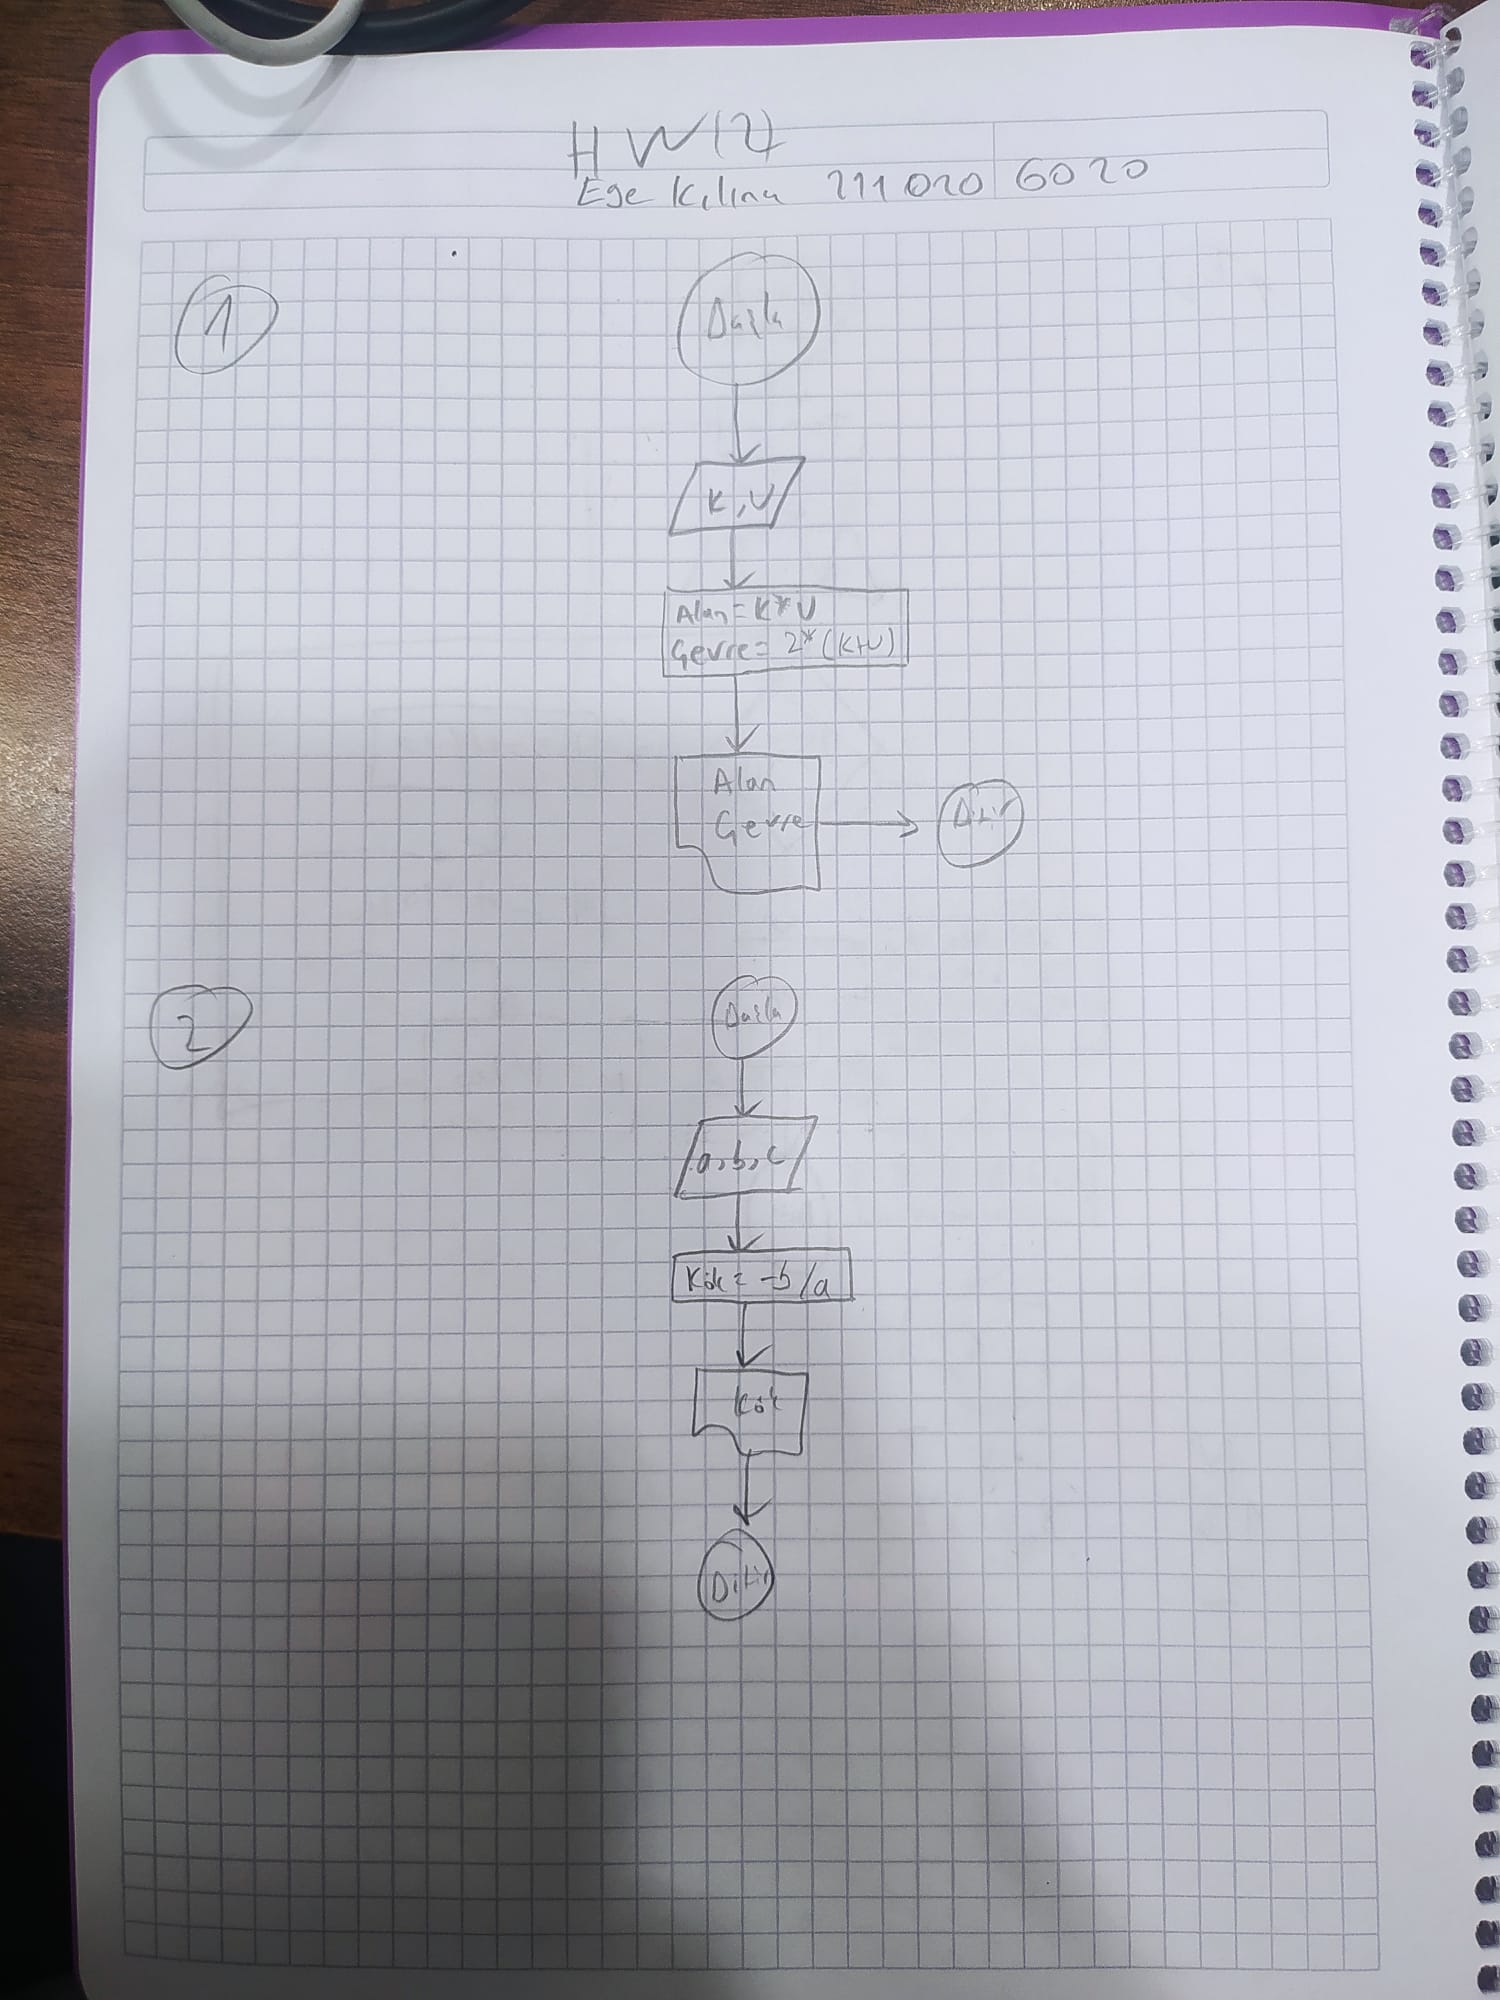 HW(2)
Ege Kılınç 211020 6020
1
Başla
K,U
Alan=K*U
Çevre= 2*(K+U)
Alan
Çevre
Bitir
2
Başla
a,b,c
Kök= -b/a
Kök
Bitir